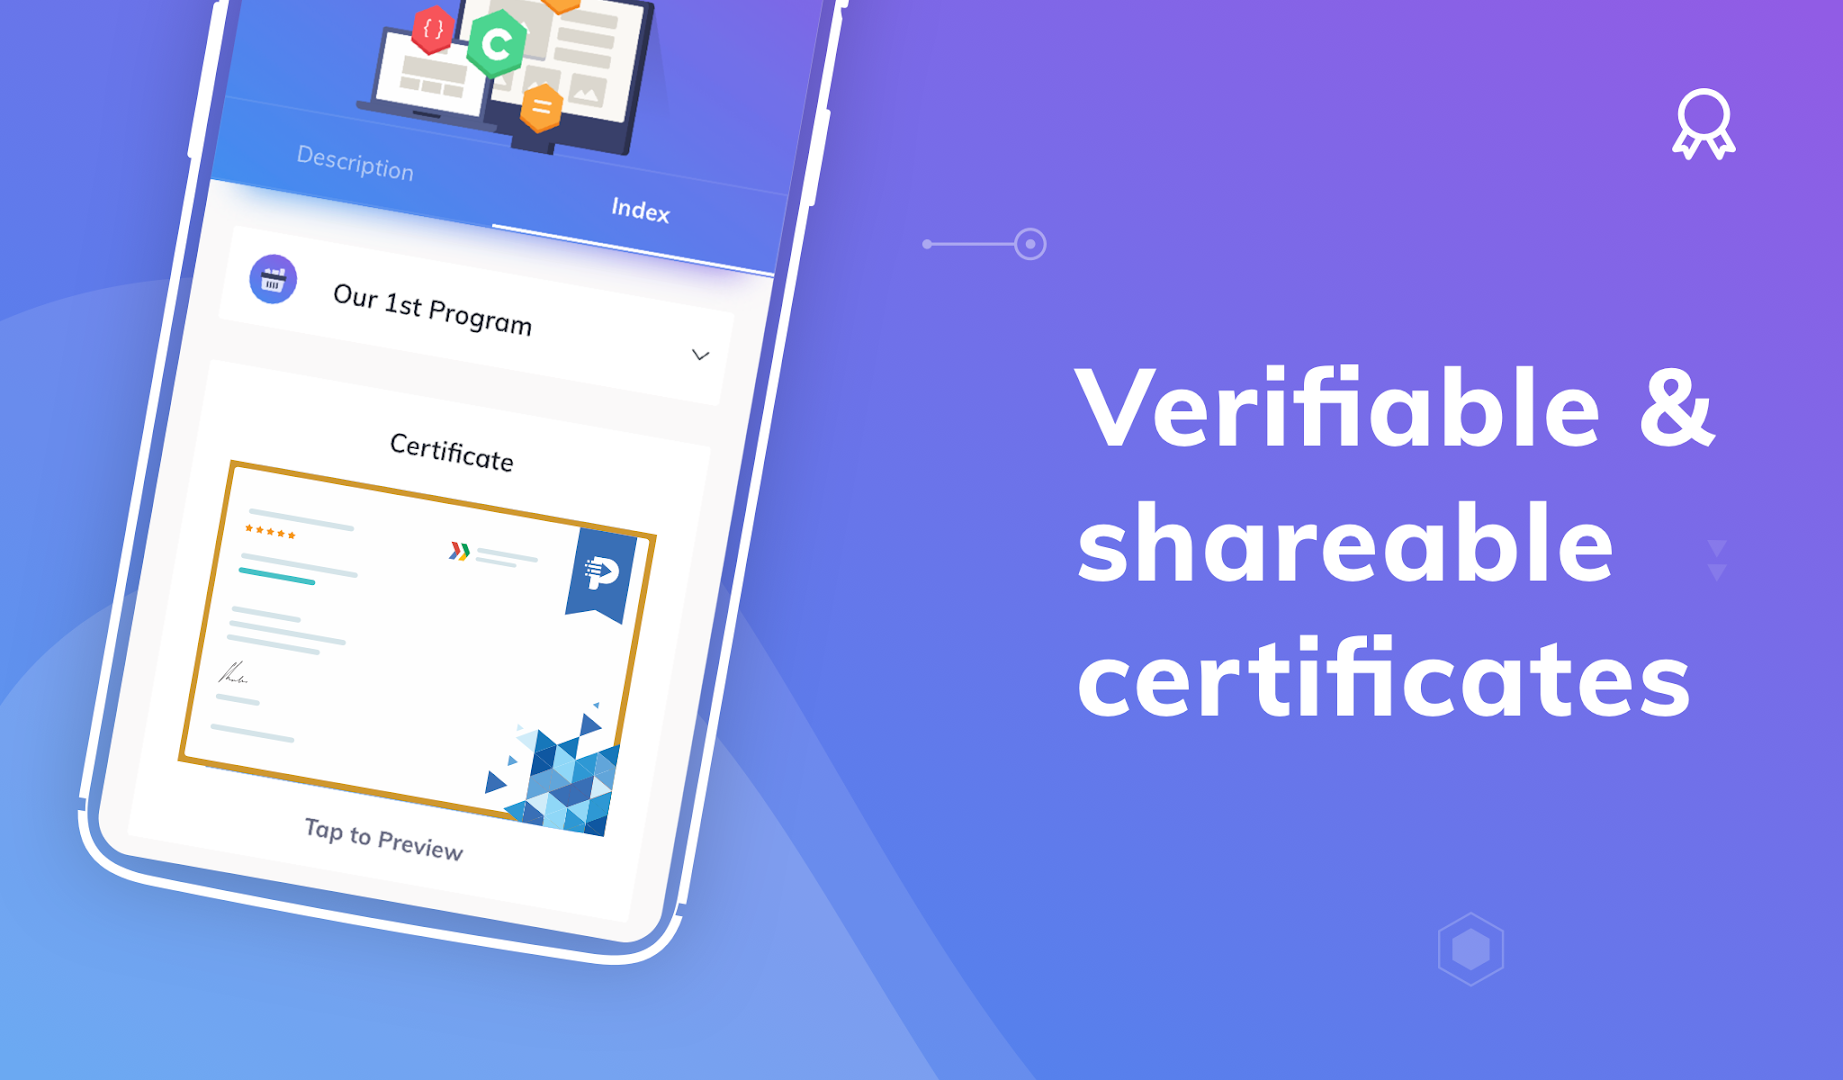 { }
C
=
Description
Index
Our 1st Program
Certificate
P
Tap to Preview
Verifiable &
shareable
certificates